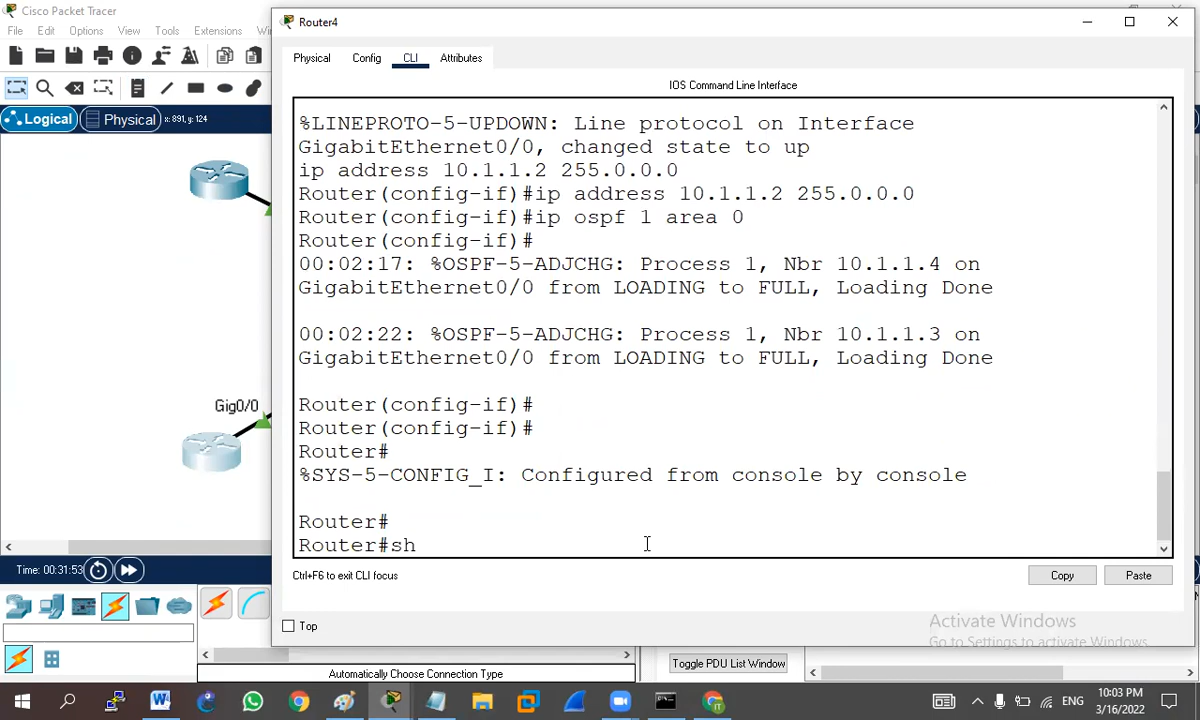 Cisco Packet Tracer
Router4
File Edit Options View Tools Extensions
Physical Config CLI Attributes
IOS Command Line Interface
Logical Physical x: 891, y: 124
%LINEPROTO-5-UPDOWN: Line protocol on Interface
GigabitEthernet0/0, changed state to up
ip address 10.1.1.2 255.0.0.0
Router(config-if)#ip address 10.1.1.2 255.0.0.0
Router(config-if)#ip ospf 1 area 0
Router(config-if)#
00:02:17: %OSPF-5-ADJCHG: Process 1, Nbr 10.1.1.4 on
GigabitEthernet0/0 from LOADING to FULL, Loading Done
00:02:22: %OSPF-5-ADJCHG: Process 1, Nbr 10.1.1.3 on
GigabitEthernet0/0 from LOADING to FULL, Loading Done
Gig0/0
Router(config-if)#
Router(config-if)#
Router#
%SYS-5-CONFIG_I: Configured from console by console
Router#
Router#sh
Time: 00:31:53
Ctrl+F6 to exit CLI focus
Copy Paste
Top
Activate Windows
Go to Settings to activate Windows.
Toggle PDU List Window
Automatically Choose Connection Type
ENG
10:03 PM
3/16/2022